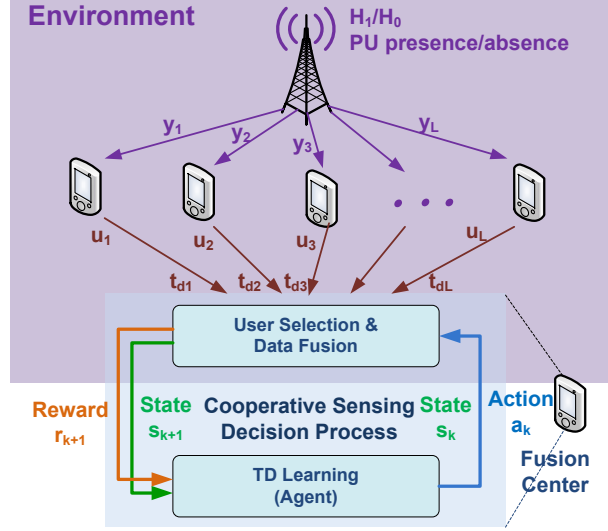 Environment
H1/H0
PU presence/absence
y1
y2
y3
yL
u1
u2
u3
uL
td1
td2
td3
tdL
User Selection &
Data Fusion
Reward
rk+1
State
sk+1
Cooperative Sensing
Decision Process
State
sk
Action
ak
Fusion
Center
TD Learning
(Agent)